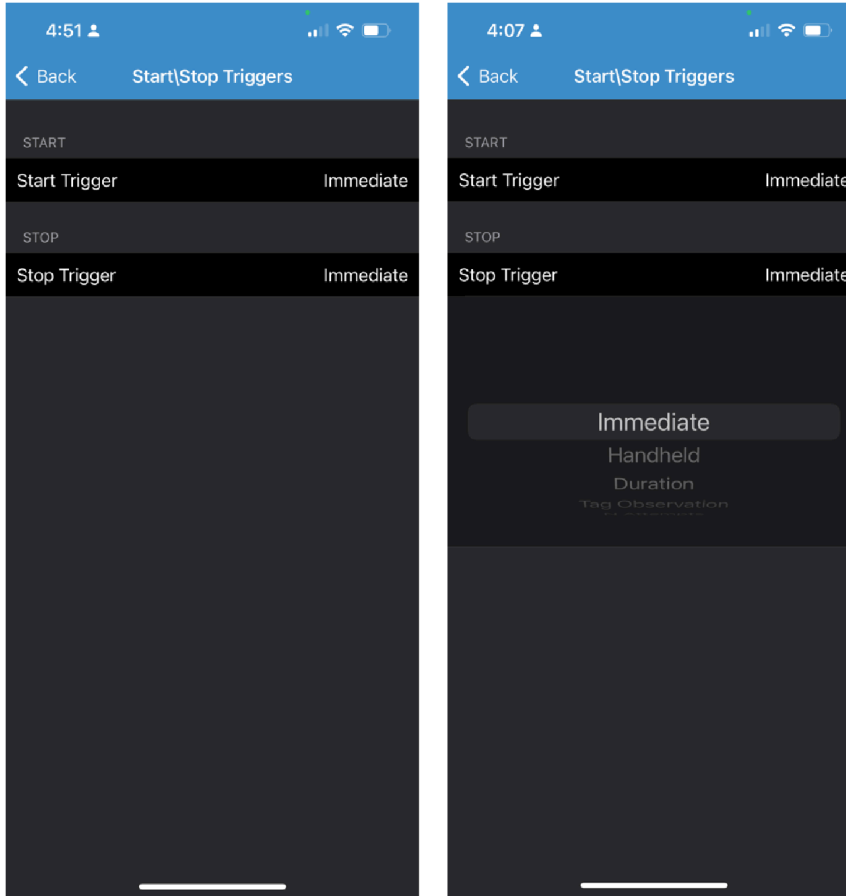 4:51
Back Start\Stop Triggers
START
Start Trigger Immediate
STOP
Stop Trigger Immediate
4:07
Back Start\Stop Triggers
START
Start Trigger Immediate
STOP
Stop Trigger Immediate
Immediate
Handheld
Duration
Tag Observation